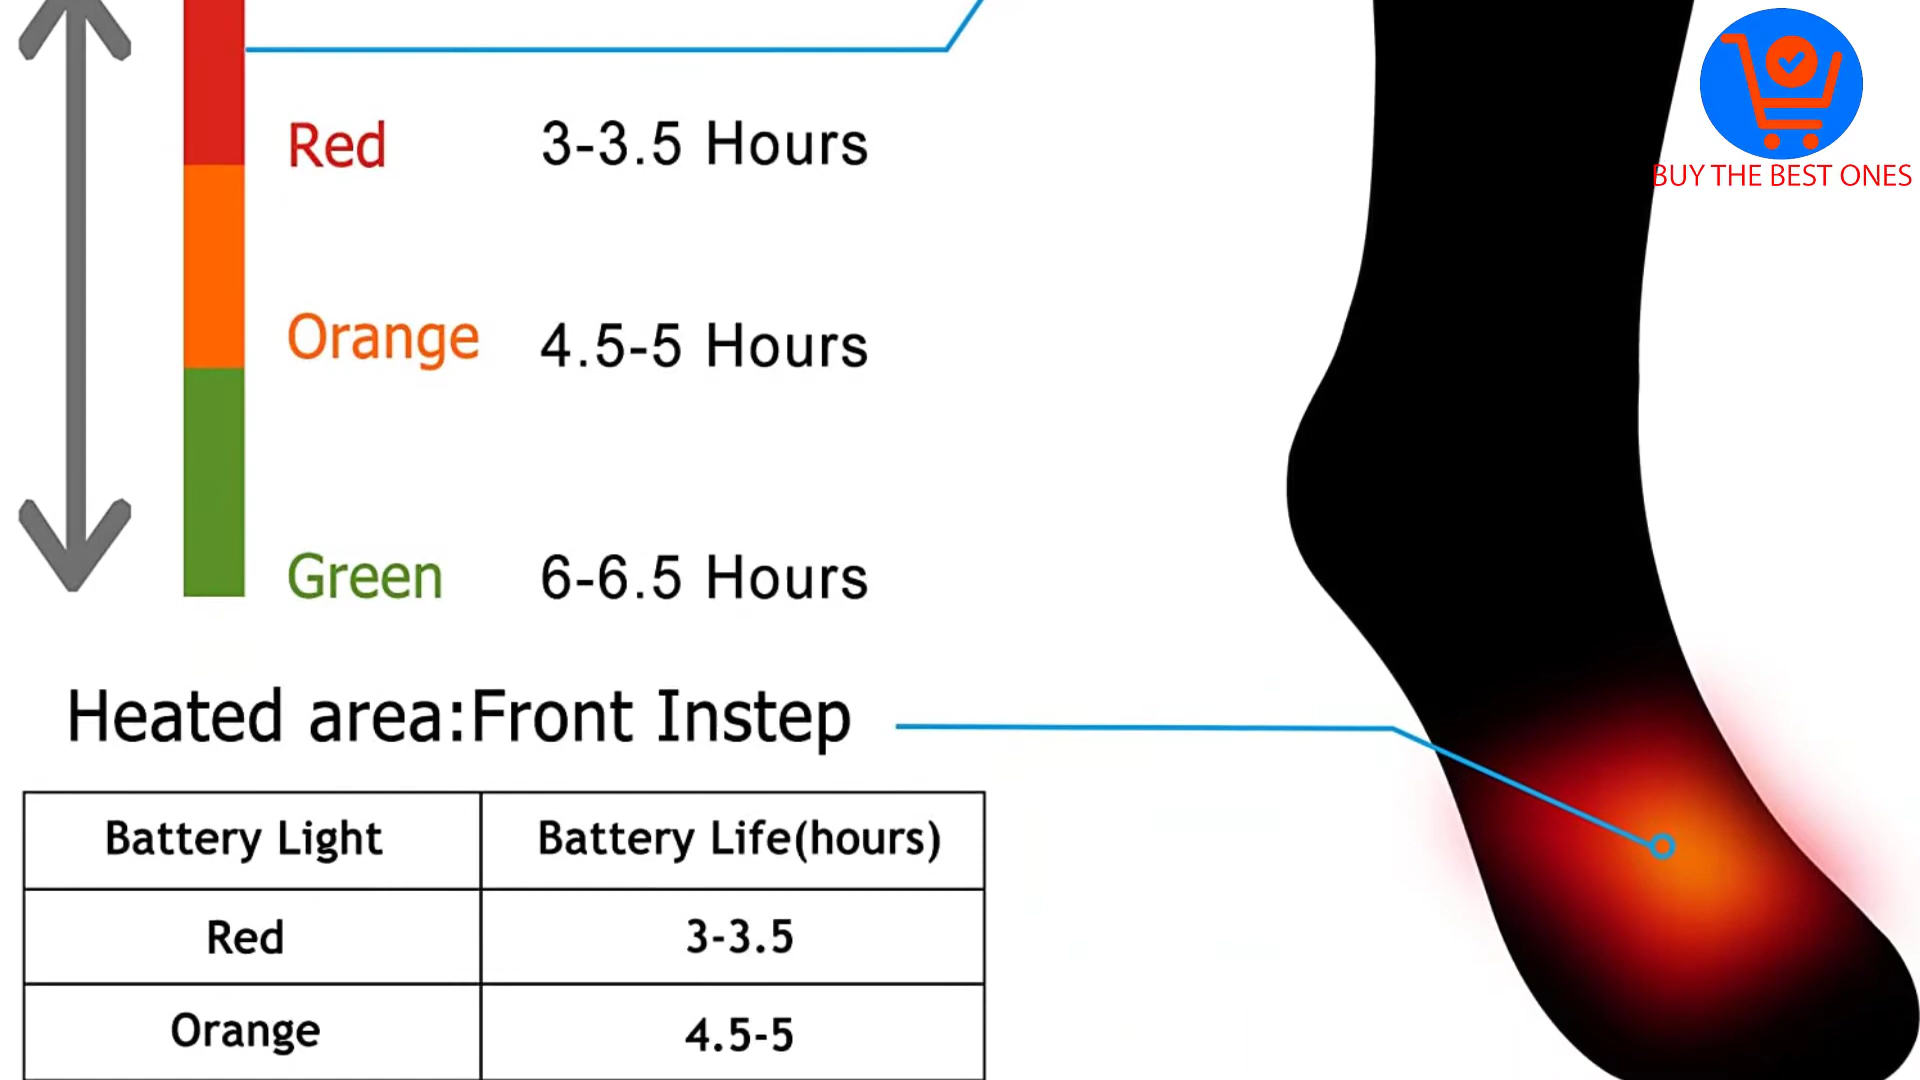 BUY THE BEST ONES
Red 3-3.5 Hours
Orange 4.5-5 Hours
Green 6-6.5 Hours
Heated area:Front Instep
Battery Light Battery Life(hours)
Red 3-3.5
Orange 4.5-5